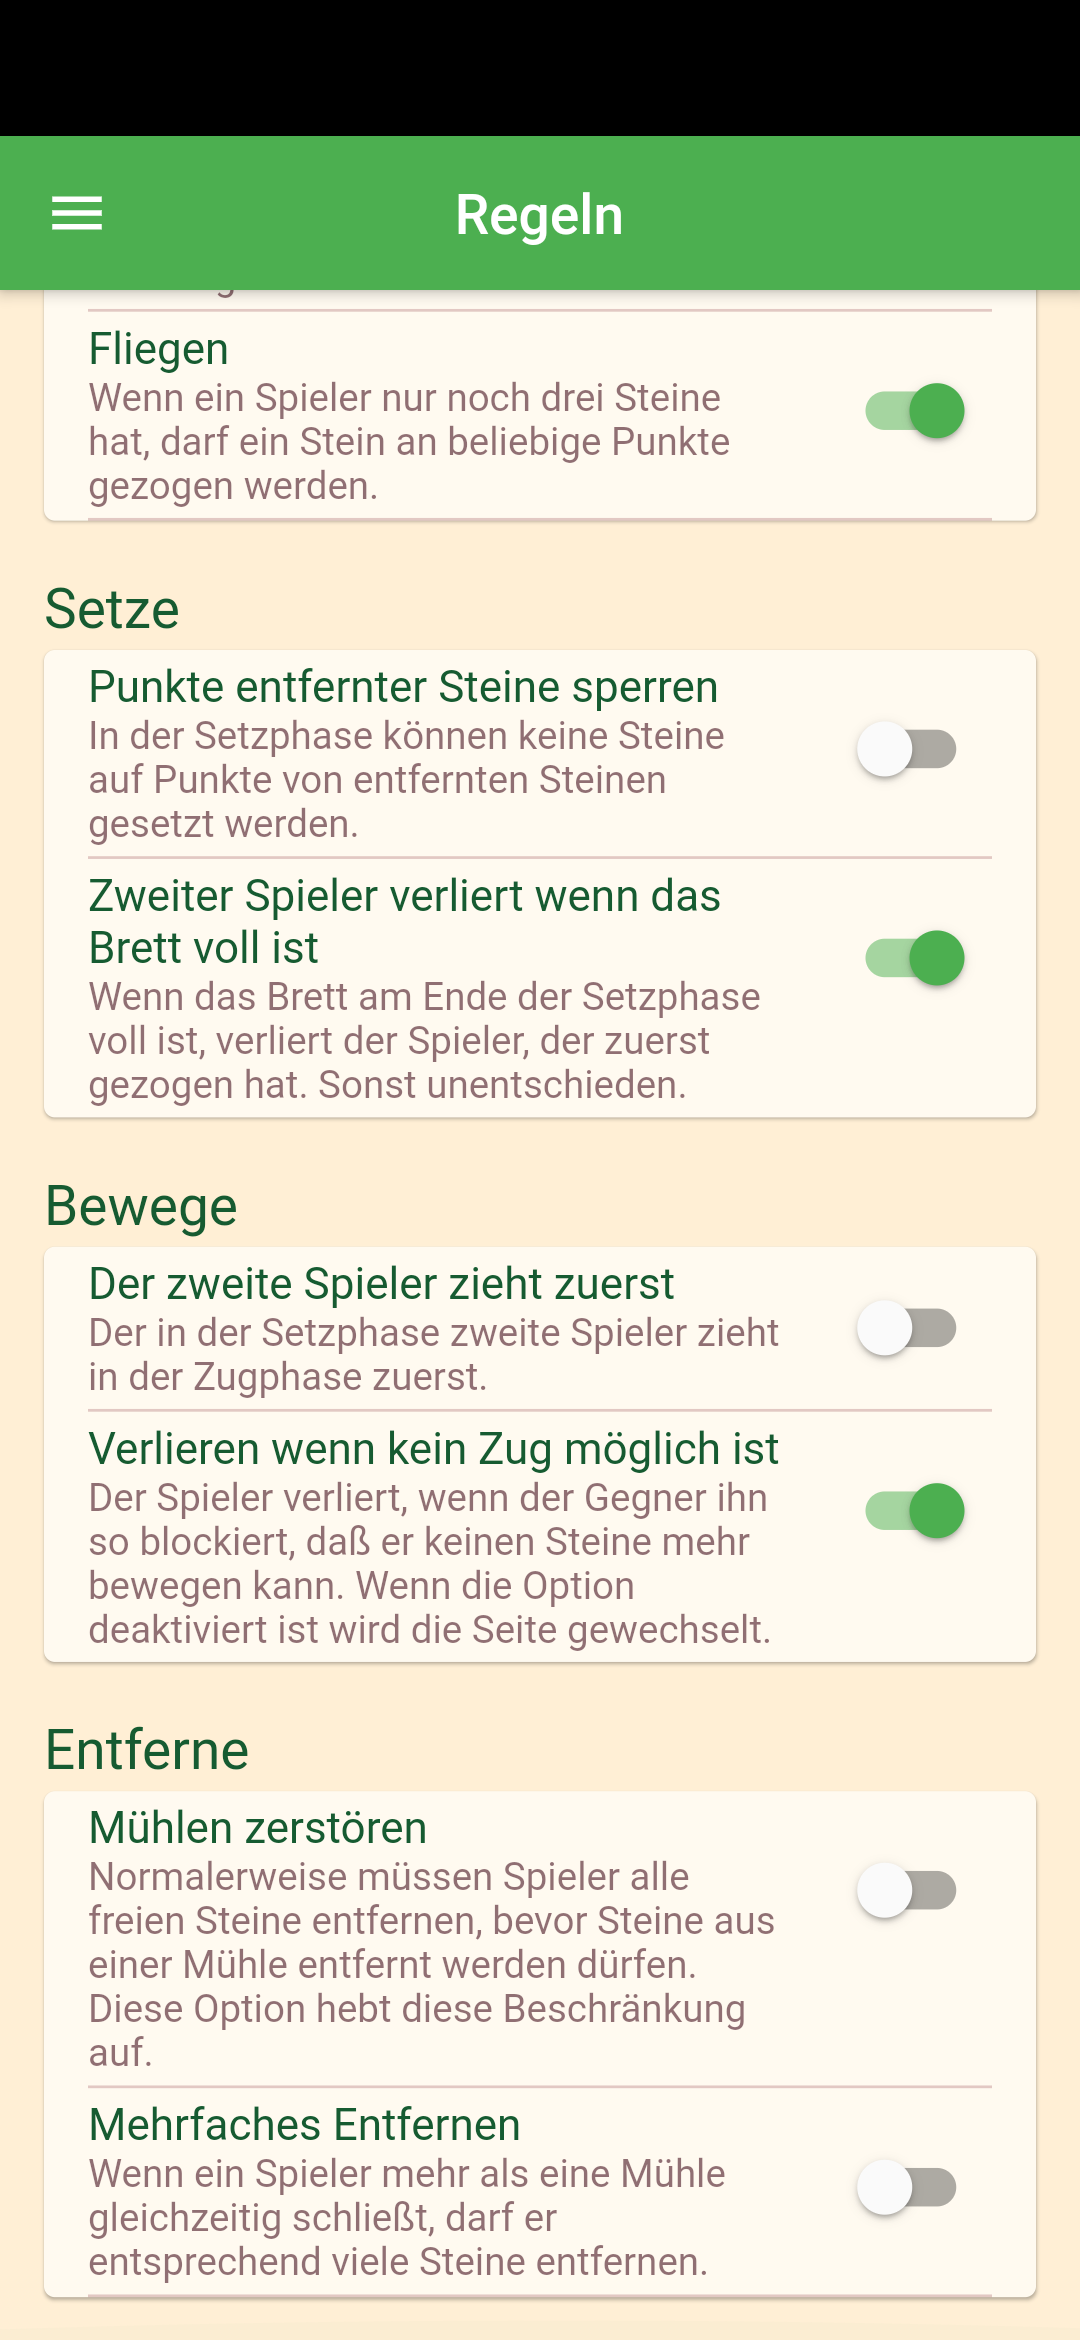 Regeln
Fliegen
Wenn ein Spieler nur noch drei Steine
hat, darf ein Stein an beliebige Punkte
gezogen werden.
Setze
Punkte entfernter Steine sperren
In der Setzphase können keine Steine
auf Punkte von entfernten Steinen
gesetzt werden.
Zweiter Spieler verliert wenn das
Brett voll ist
Wenn das Brett am Ende der Setzphase
voll ist, verliert der Spieler, der zuerst
gezogen hat. Sonst unentschieden.
Bewege
Der zweite Spieler zieht zuerst
Der in der Setzphase zweite Spieler zieht
in der Zugphase zuerst.
Verlieren wenn kein Zug möglich ist
Der Spieler verliert, wenn der Gegner ihn
so blockiert, daß er keinen Steine mehr
bewegen kann. Wenn die Option
deaktiviert ist wird die Seite gewechselt.
Entferne
Mühlen zerstören
Normalerweise müssen Spieler alle
freien Steine entfernen, bevor Steine aus
einer Mühle entfernt werden dürfen.
Diese Option hebt diese Beschränkung
auf.
Mehrfaches Entfernen
Wenn ein Spieler mehr als eine Mühle
gleichzeitig schließt, darf er
entsprechend viele Steine entfernen.